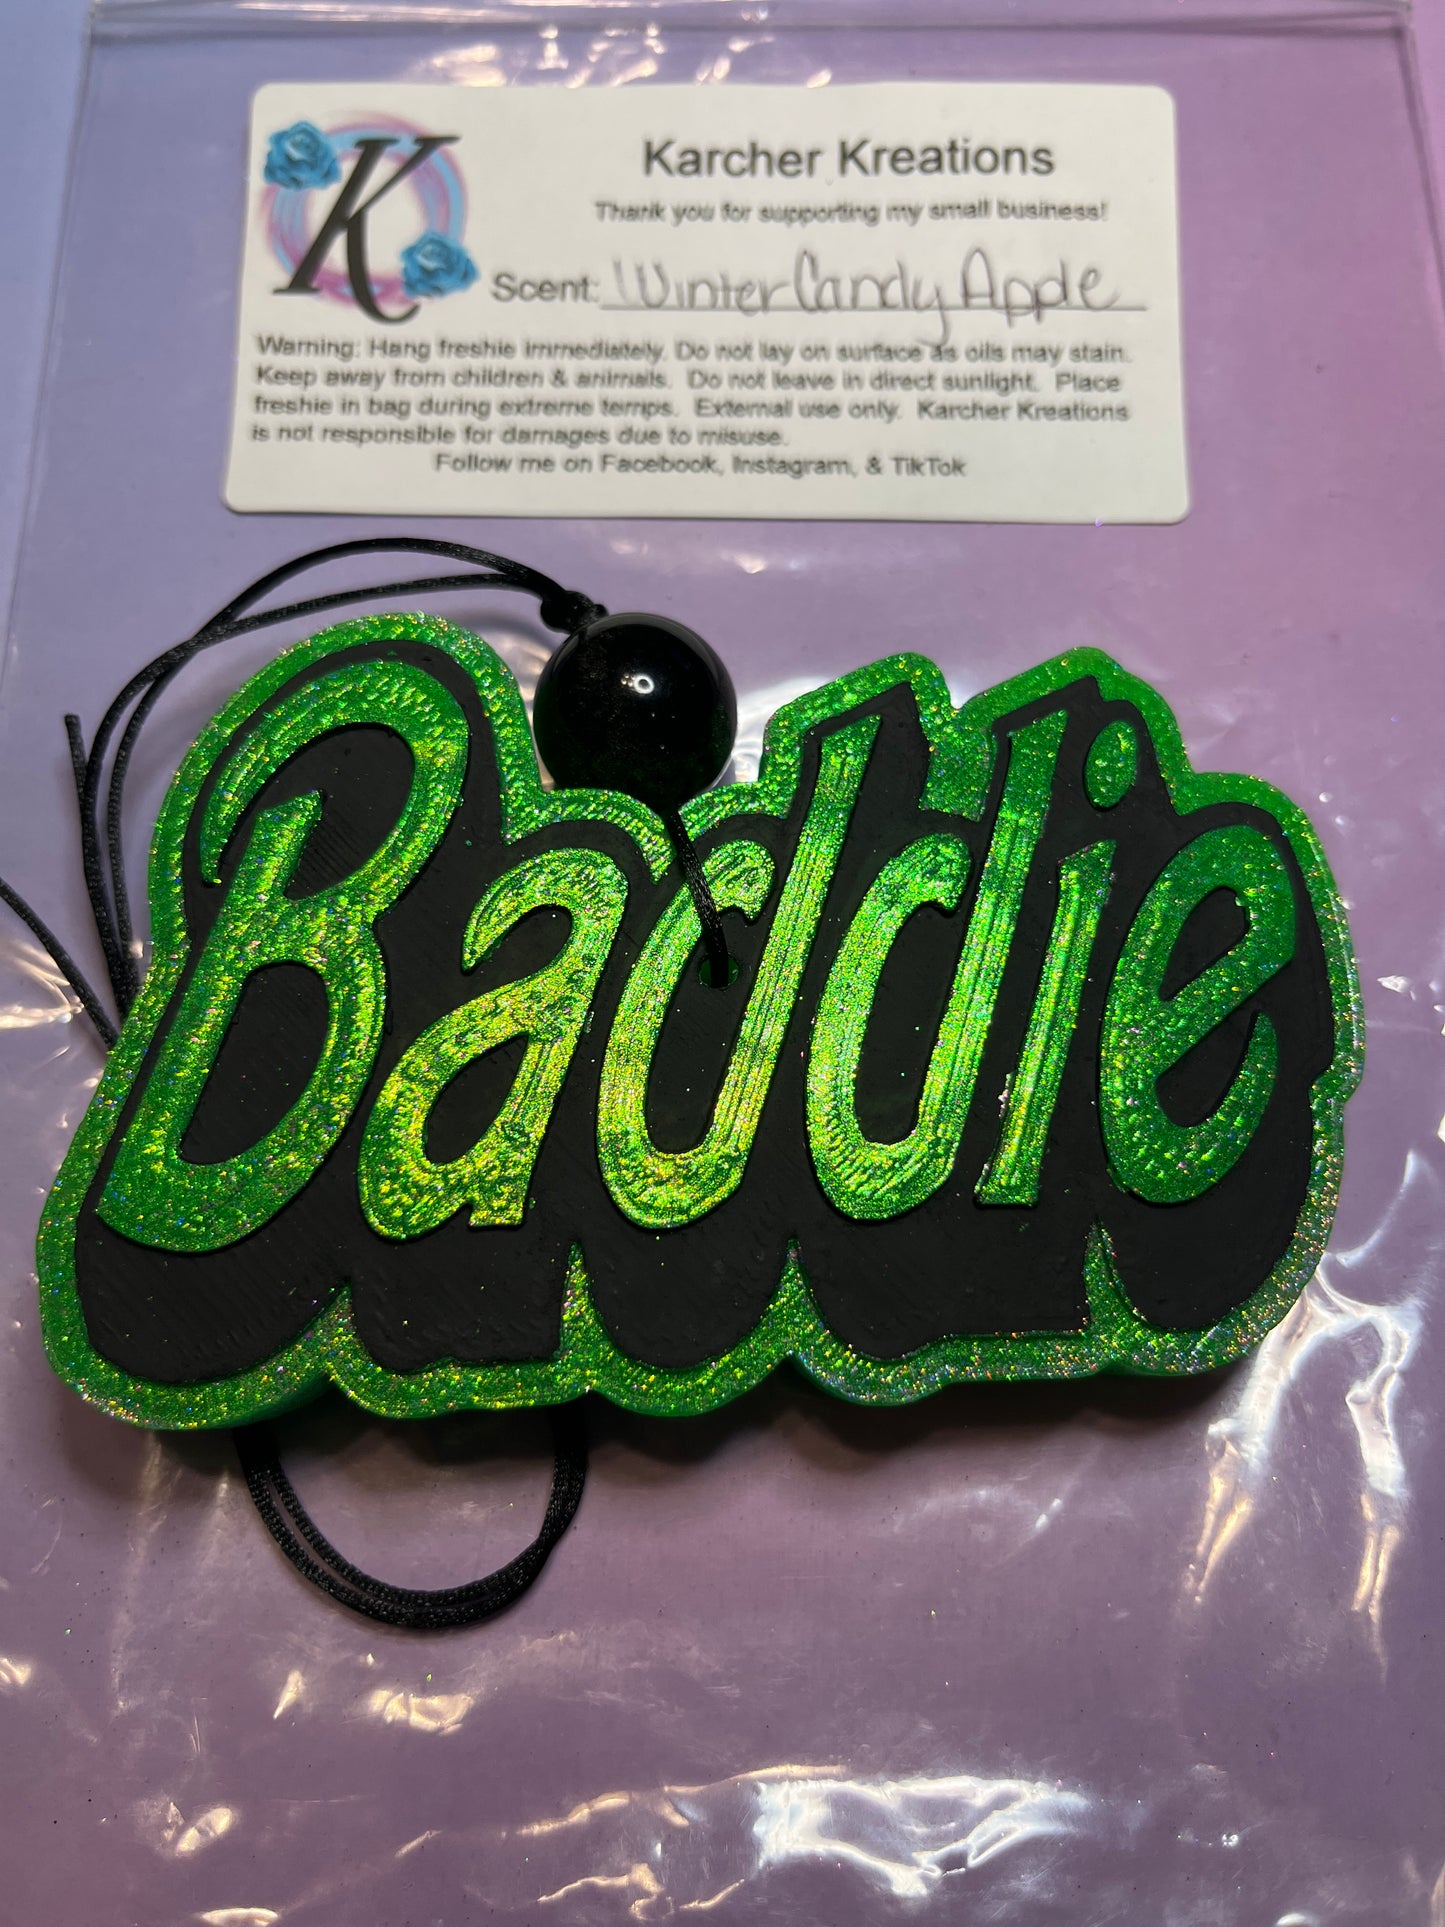 K
Karcher Kreations
Thank you for supporting my small business!
Scent: Winter Candy Apple
Warning: Hang freshie immediately. Do not lay on surface as oils may stain.
Keep away from children & animals. Do not leave in direct sunlight. Place
freshie in bag during extreme temps. External use only. Karcher Kreations
is not responsible for damages due to misuse.
Follow me on Facebook, Instagram, & TikTok
Baddie